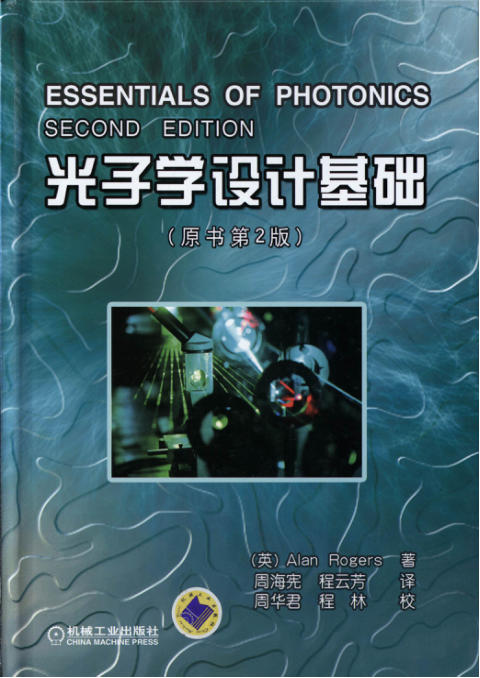 ESSENTIALS OF PHOTONICS
SECOND EDITION
光子学设计基础
(原书第2版)
(英) Alan Rogers 著
周海宪 程云芳 译
周华君 程林 校
机械工业出版社
CHINA MACHINE PRESS